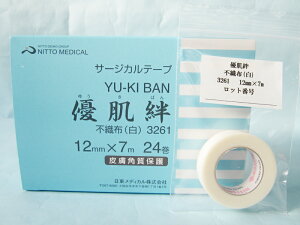 NITTO DENKO GROUP
NITTO MEDICAL
サージカルテープ
YU-KI BAN
ゆう き ばん
優肌絆
不織布(白) 3261
12mm×7m 24巻
皮膚角質保護
日東メディカル株式会社
優肌絆
不織布(白)
3261 12mm×7m
ロット番号